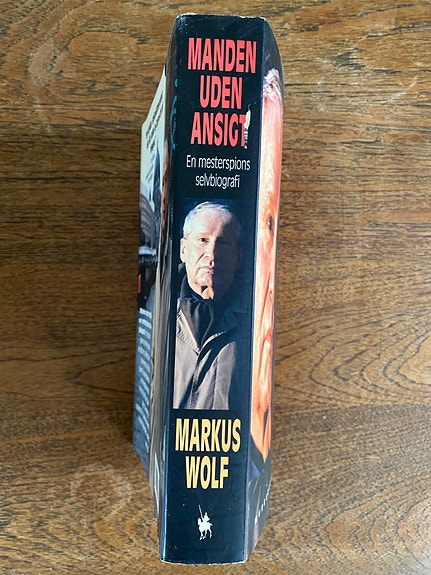 MANDEN
UDEN
ANSIGT
En mesterspions
selvbiografi
MARKUS
WOLF